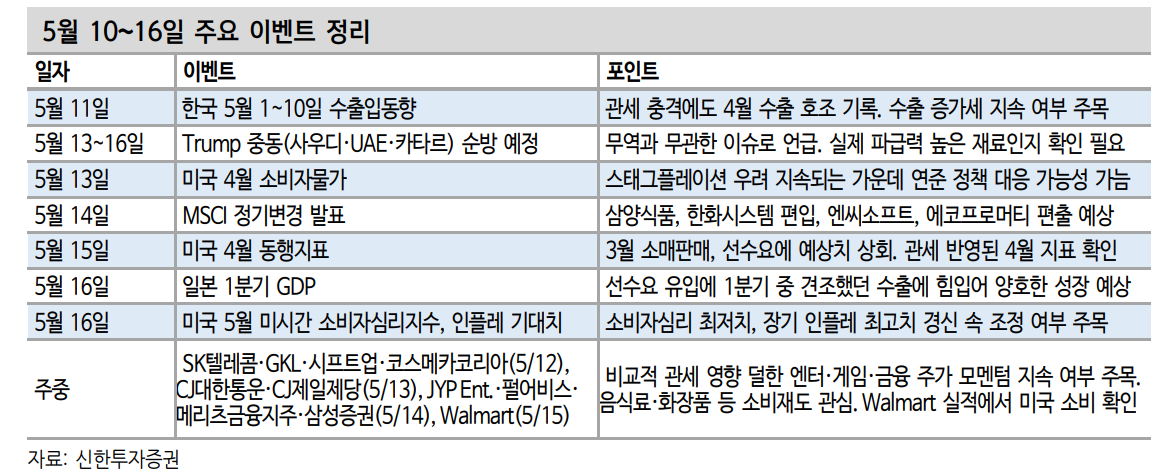 5월 10~16일 주요 이벤트 정리
일자 이벤트 포인트
5월 11일 한국 5월 1~10일 수출입동향 관세 충격에도 4월 수출 호조 기록. 수출 증가세 지속 여부 주목
5월 13~16일 Trump 중동(사우디·UAE·카타르) 순방 예정 무역과 무관한 이슈로 언급. 실제 파급력 높은 재료인지 확인 필요
5월 13일 미국 4월 소비자물가 스태그플레이션 우려 지속되는 가운데 연준 정책 대응 가능성 가늠
5월 14일 MSCI 정기변경 발표 삼양식품, 한화시스템 편입, 엔씨소프트, 에코프로머티 편출 예상
5월 15일 미국 4월 동행지표 3월 소매판매, 선수요에 예상치 상회. 관세 반영된 4월 지표 확인
5월 16일 일본 1분기 GDP 선수요 유입에 1분기 중 견조했던 수출에 힘입어 양호한 성장 예상
5월 16일 미국 5월 미시간 소비자심리지수, 인플레 기대치 소비자심리 최저치, 장기 인플레 최고치 경신 속 조정 여부 주목
주중
SK텔레콤·GKL·시프트업·코스메카코리아(5/12),
CJ대한통운·CJ제일제당(5/13), JYP Ent.·펄어비스·
메리츠금융지주·삼성증권(5/14), Walmart(5/15)
비교적 관세 영향 덜한 엔터·게임·금융 주가 모멘텀 지속 여부 주목.
음식료·화장품 등 소비재도 관심. Walmart 실적에서 미국 소비 확인
자료: 신한투자증권